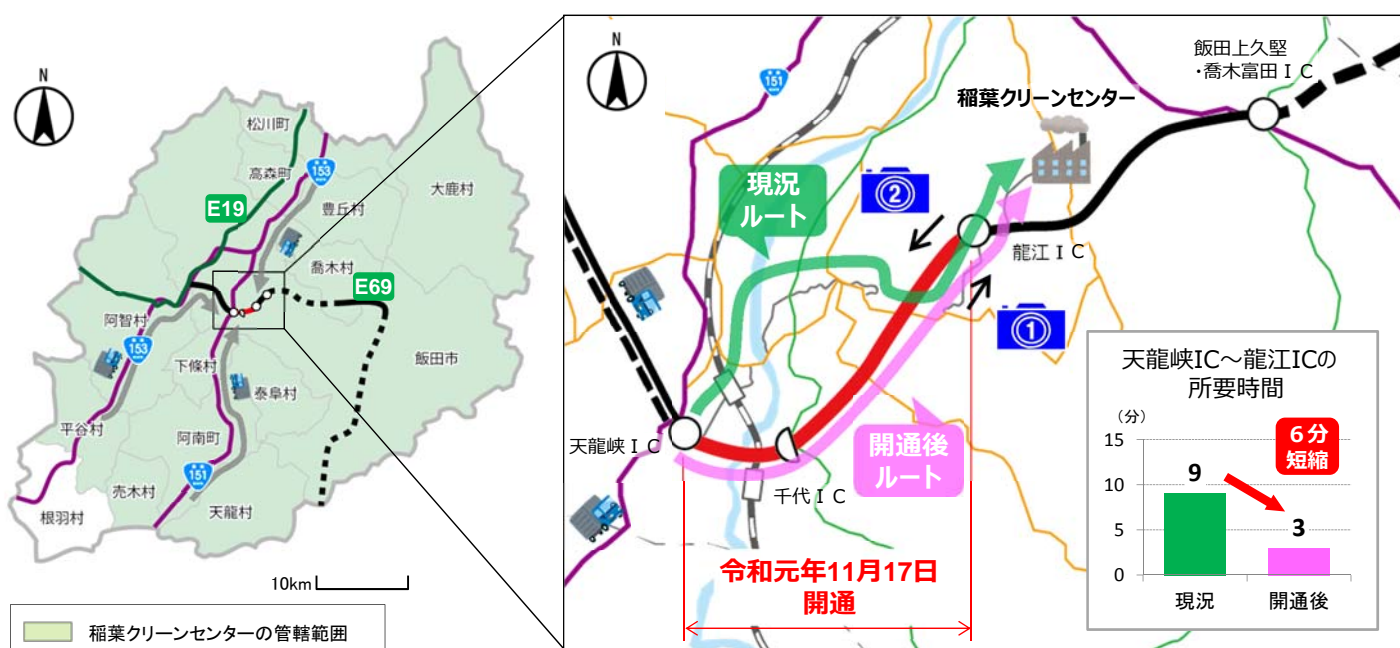 N
松川町
高森町
153
大鹿村
E19
豊丘村
喬木村
E69
阿智村
153
飯田市
下條村
泰阜村
平谷村
阿南町
151
売木村
天龍村
根羽村
10km
稲葉クリーンセンターの管轄範囲
N
151
飯田上久堅
・喬木富田ＩＣ
稲葉クリーンセンター
現況
ルート
②
龍江ＩＣ
①
天龍峡ＩＣ
開通後
ルート
千代ＩＣ
令和元年11月17日
開通
天龍峡IC～龍江ICの
所要時間
（分）
15
10
5
0
6分
短縮
9
3
現況
開通後